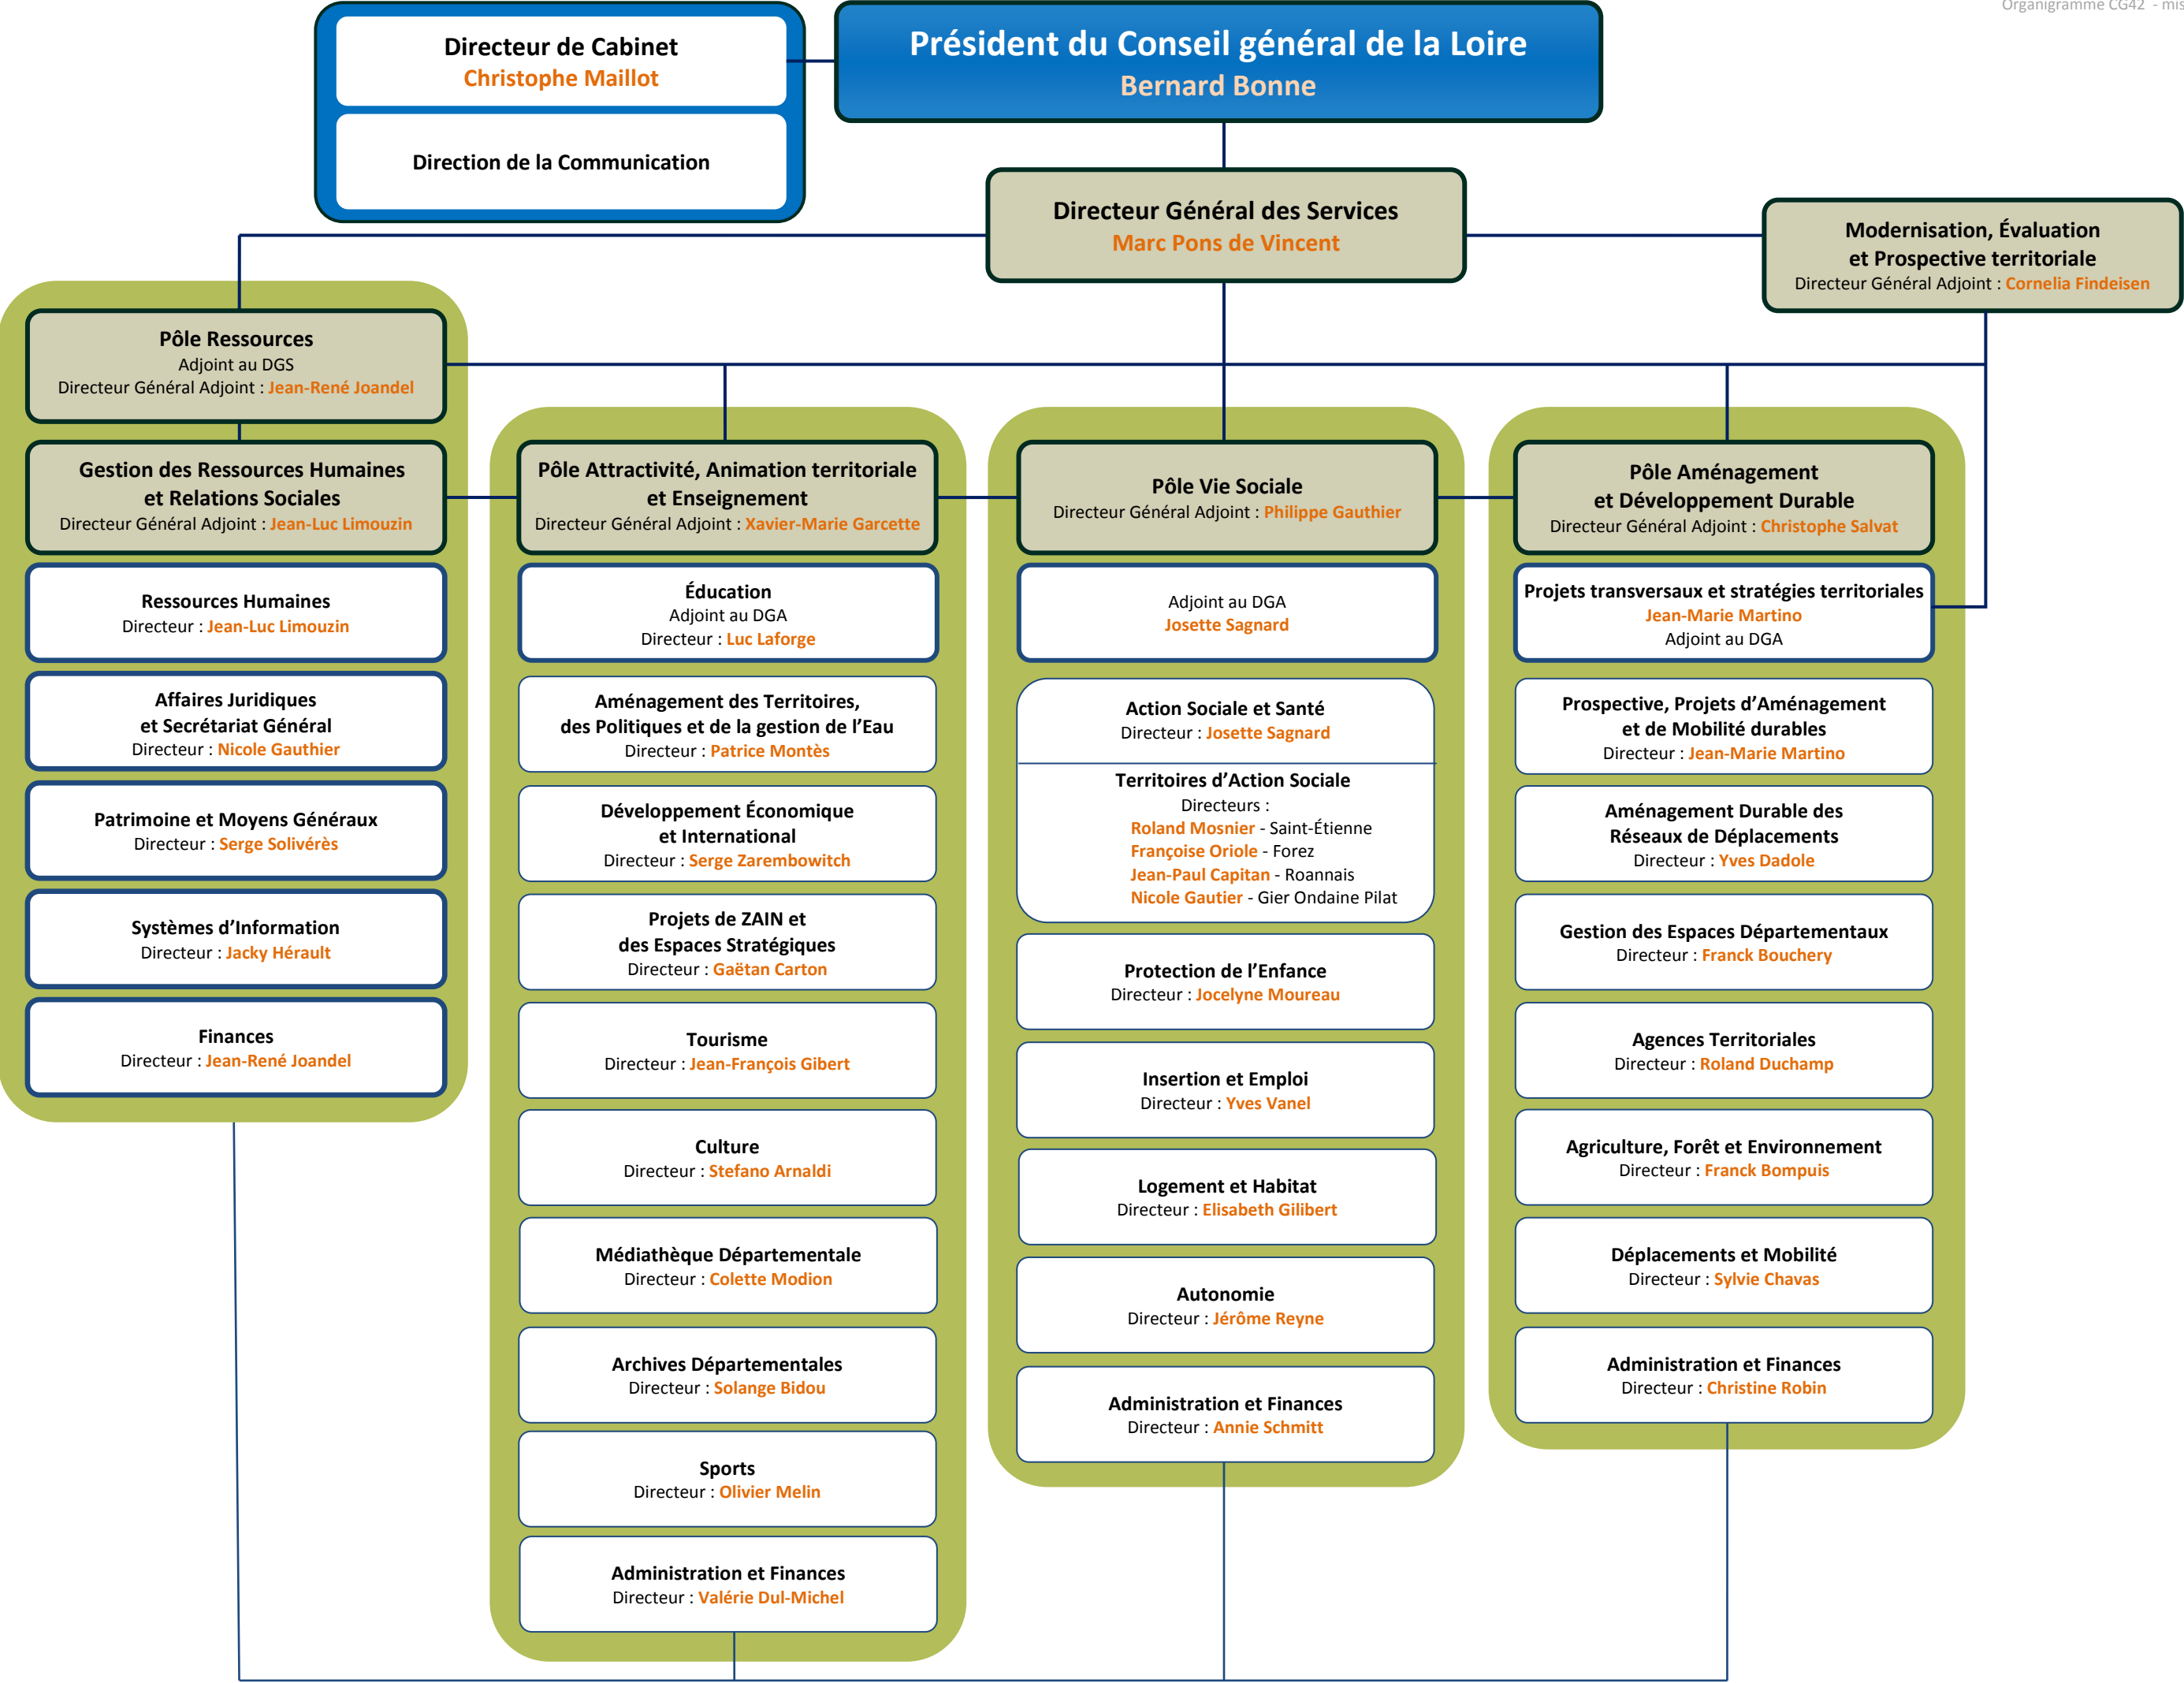 Organigramme CG42 - mis
Directeur de Cabinet
Christophe Maillot
Direction de la Communication
Président du Conseil général de la Loire
Bernard Bonne
Directeur Général des Services
Marc Pons de Vincent
Modernisation, Évaluation
et Prospective territoriale
Directeur Général Adjoint : Cornelia Findeisen
Pôle Ressources
Adjoint au DGS
Directeur Général Adjoint : Jean-René Joandel
Gestion des Ressources Humaines
et Relations Sociales
Directeur Général Adjoint : Jean-Luc Limouzin
Ressources Humaines
Directeur : Jean-Luc Limouzin
Affaires Juridiques
et Secrétariat Général
Directeur : Nicole Gauthier
Patrimoine et Moyens Généraux
Directeur : Serge Solivérès
Systèmes d’Information
Directeur : Jacky Hérault
Finances
Directeur : Jean-René Joandel
Pôle Attractivité, Animation territoriale
et Enseignement
Directeur Général Adjoint : Xavier-Marie Garcette
Éducation
Adjoint au DGA
Directeur : Luc Laforge
Aménagement des Territoires,
des Politiques et de la gestion de l’Eau
Directeur : Patrice Montès
Développement Économique
et International
Directeur : Serge Zarembowitch
Projets de ZAIN et
des Espaces Stratégiques
Directeur : Gaëtan Carton
Tourisme
Directeur : Jean-François Gibert
Culture
Directeur : Stefano Arnaldi
Médiathèque Départementale
Directeur : Colette Modion
Archives Départementales
Directeur : Solange Bidou
Sports
Directeur : Olivier Melin
Administration et Finances
Directeur : Valérie Dul-Michel
Pôle Vie Sociale
Directeur Général Adjoint : Philippe Gauthier
Adjoint au DGA
Josette Sagnard
Action Sociale et Santé
Directeur : Josette Sagnard
Territoires d’Action Sociale
Directeurs :
Roland Mosnier - Saint-Étienne
Françoise Oriole - Forez
Jean-Paul Capitan - Roannais
Nicole Gautier - Gier Ondaine Pilat
Protection de l’Enfance
Directeur : Jocelyne Moureau
Insertion et Emploi
Directeur : Yves Vanel
Logement et Habitat
Directeur : Elisabeth Gilibert
Autonomie
Directeur : Jérôme Reyne
Administration et Finances
Directeur : Annie Schmitt
Pôle Aménagement
et Développement Durable
Directeur Général Adjoint : Christophe Salvat
Projets transversaux et stratégies territoriales
Jean-Marie Martino
Adjoint au DGA
Prospective, Projets d’Aménagement
et de Mobilité durables
Directeur : Jean-Marie Martino
Aménagement Durable des
Réseaux de Déplacements
Directeur : Yves Dadole
Gestion des Espaces Départementaux
Directeur : Franck Bouchery
Agences Territoriales
Directeur : Roland Duchamp
Agriculture, Forêt et Environnement
Directeur : Franck Bompuis
Déplacements et Mobilité
Directeur : Sylvie Chavas
Administration et Finances
Directeur : Christine Robin